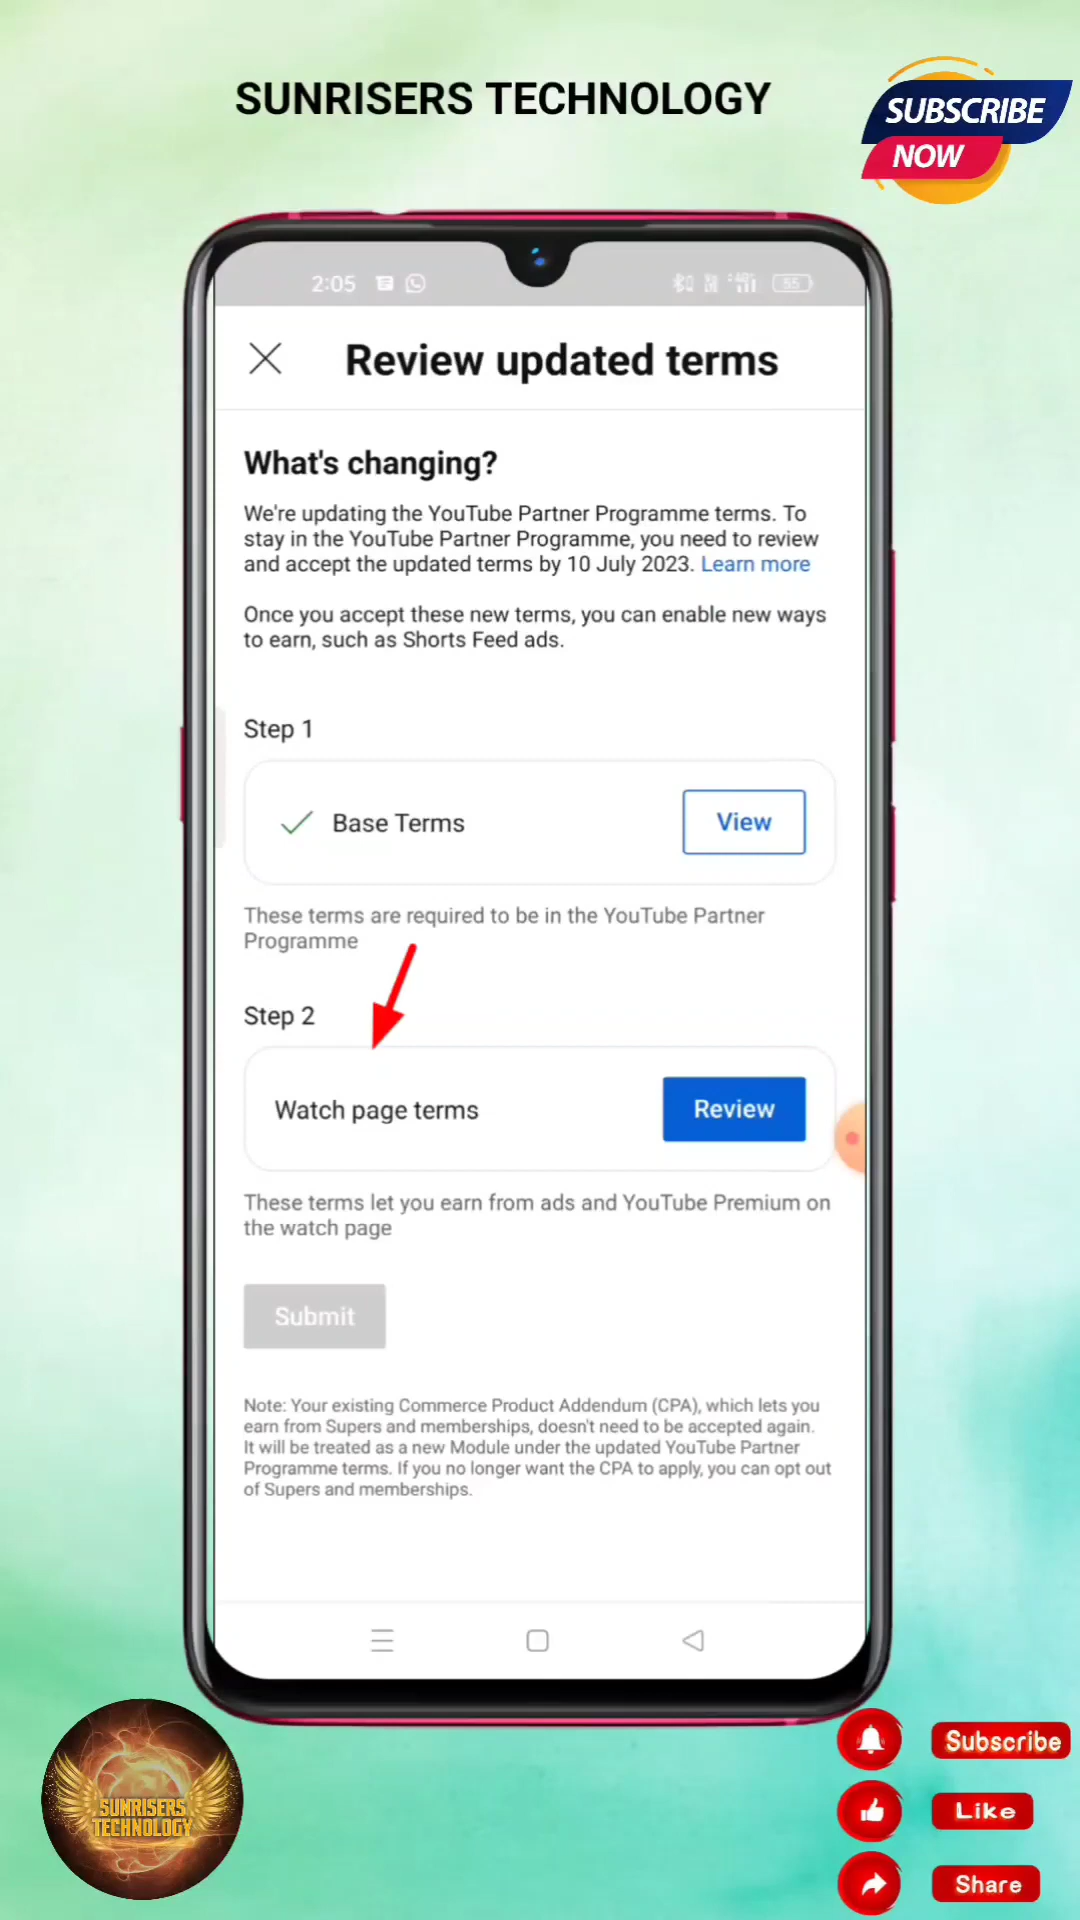 SUNRISERS TECHNOLOGY
SUBSCRIBE
NOW
2:05
55
Review updated terms
What's changing?
We're updating the YouTube Partner Programme terms. To
stay in the YouTube Partner Programme, you need to review
and accept the updated terms by 10 July 2023. Learn more
Once you accept these new terms, you can enable new ways
to earn, such as Shorts Feed ads.
Step 1
Base Terms
View
These terms are required to be in the YouTube Partner
Programme
Step 2
Watch page terms
Review
These terms let you earn from ads and YouTube Premium on
the watch page
Submit
Note: Your existing Commerce Product Addendum (CPA), which lets you
earn from Supers and memberships, doesn't need to be accepted again.
It will be treated as a new Module under the updated YouTube Partner
Programme terms. If you no longer want the CPA to apply, you can opt out
of Supers and memberships.
SUNRISERS
TECHNOLOGY
Subscribe
Like
Share